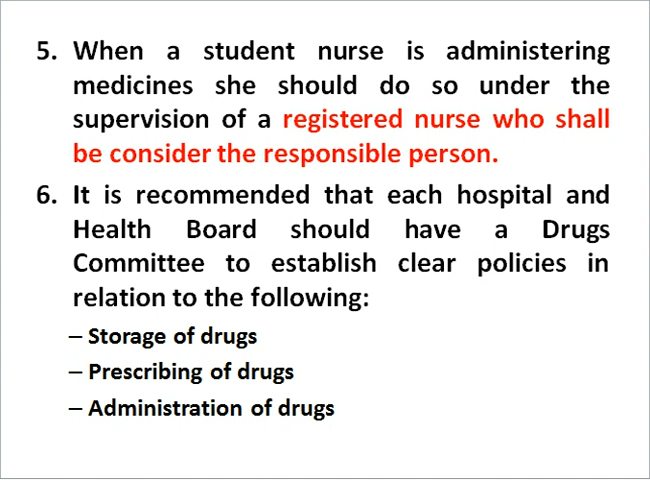 5. When a student nurse is administering
medicines she should do so under the
supervision of a registered nurse who shall
be consider the responsible person.
6. It is recommended that each hospital and
Health Board should have a Drugs
Committee to establish clear policies in
relation to the following:
– Storage of drugs
– Prescribing of drugs
– Administration of drugs